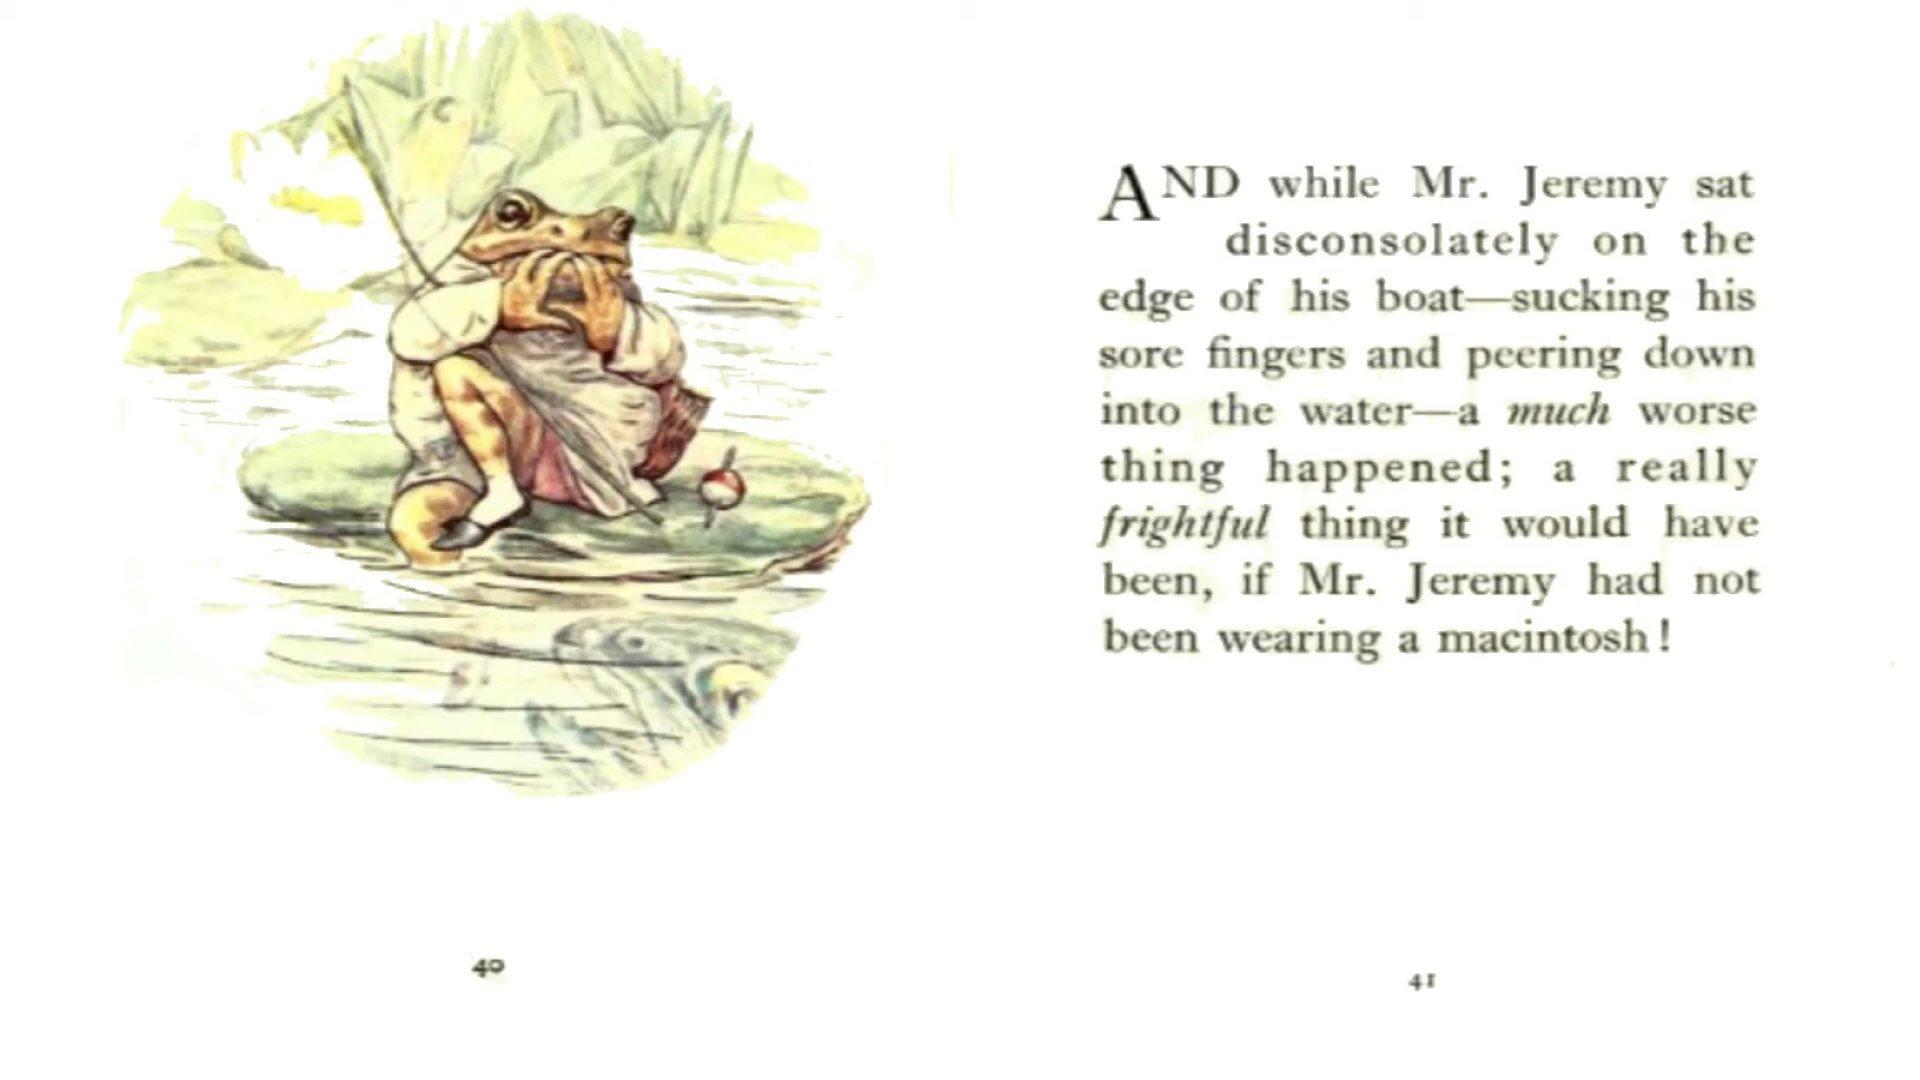 AND while Mr. Jeremy sat
disconsolately on the
edge of his boat—sucking his
sore fingers and peering down
into the water—a much worse
thing happened; a really
frightful thing it would have
been, if Mr. Jeremy had not
been wearing a macintosh!
40
41